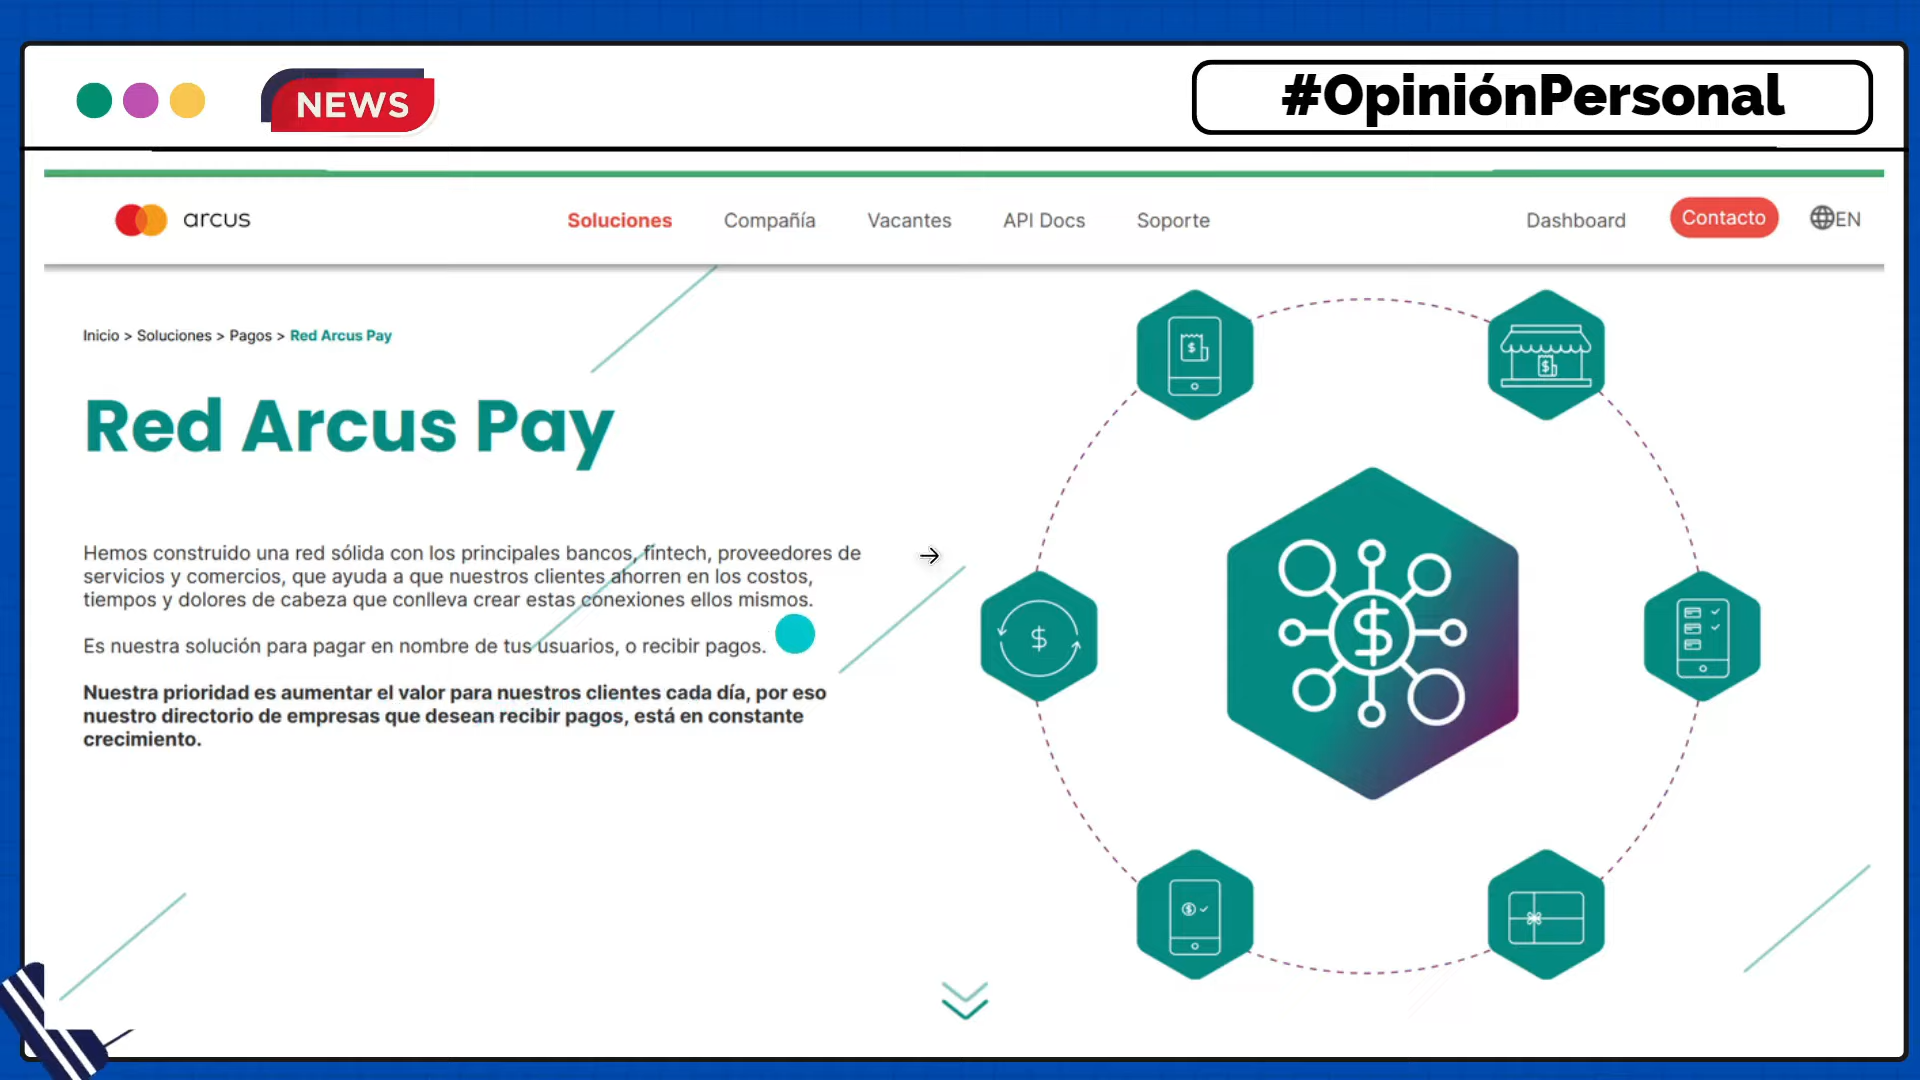 NEWS
#OpiniónPersonal
arcus
Soluciones
Compañía
Vacantes
API Docs
Soporte
Dashboard
Contacto
EN
Inicio > Soluciones > Pagos > Red Arcus Pay
Red Arcus Pay
Hemos construido una red sólida con los principales bancos, fintech, proveedores de
servicios y comercios, que ayuda a que nuestros clientes ahorren en los costos,
tiempos y dolores de cabeza que conlleva crear estas conexiones ellos mismos.
Es nuestra solución para pagar en nombre de tus usuarios, o recibir pagos.
Nuestra prioridad es aumentar el valor para nuestros clientes cada día, por eso
nuestro directorio de empresas que desean recibir pagos, está en constante
crecimiento.